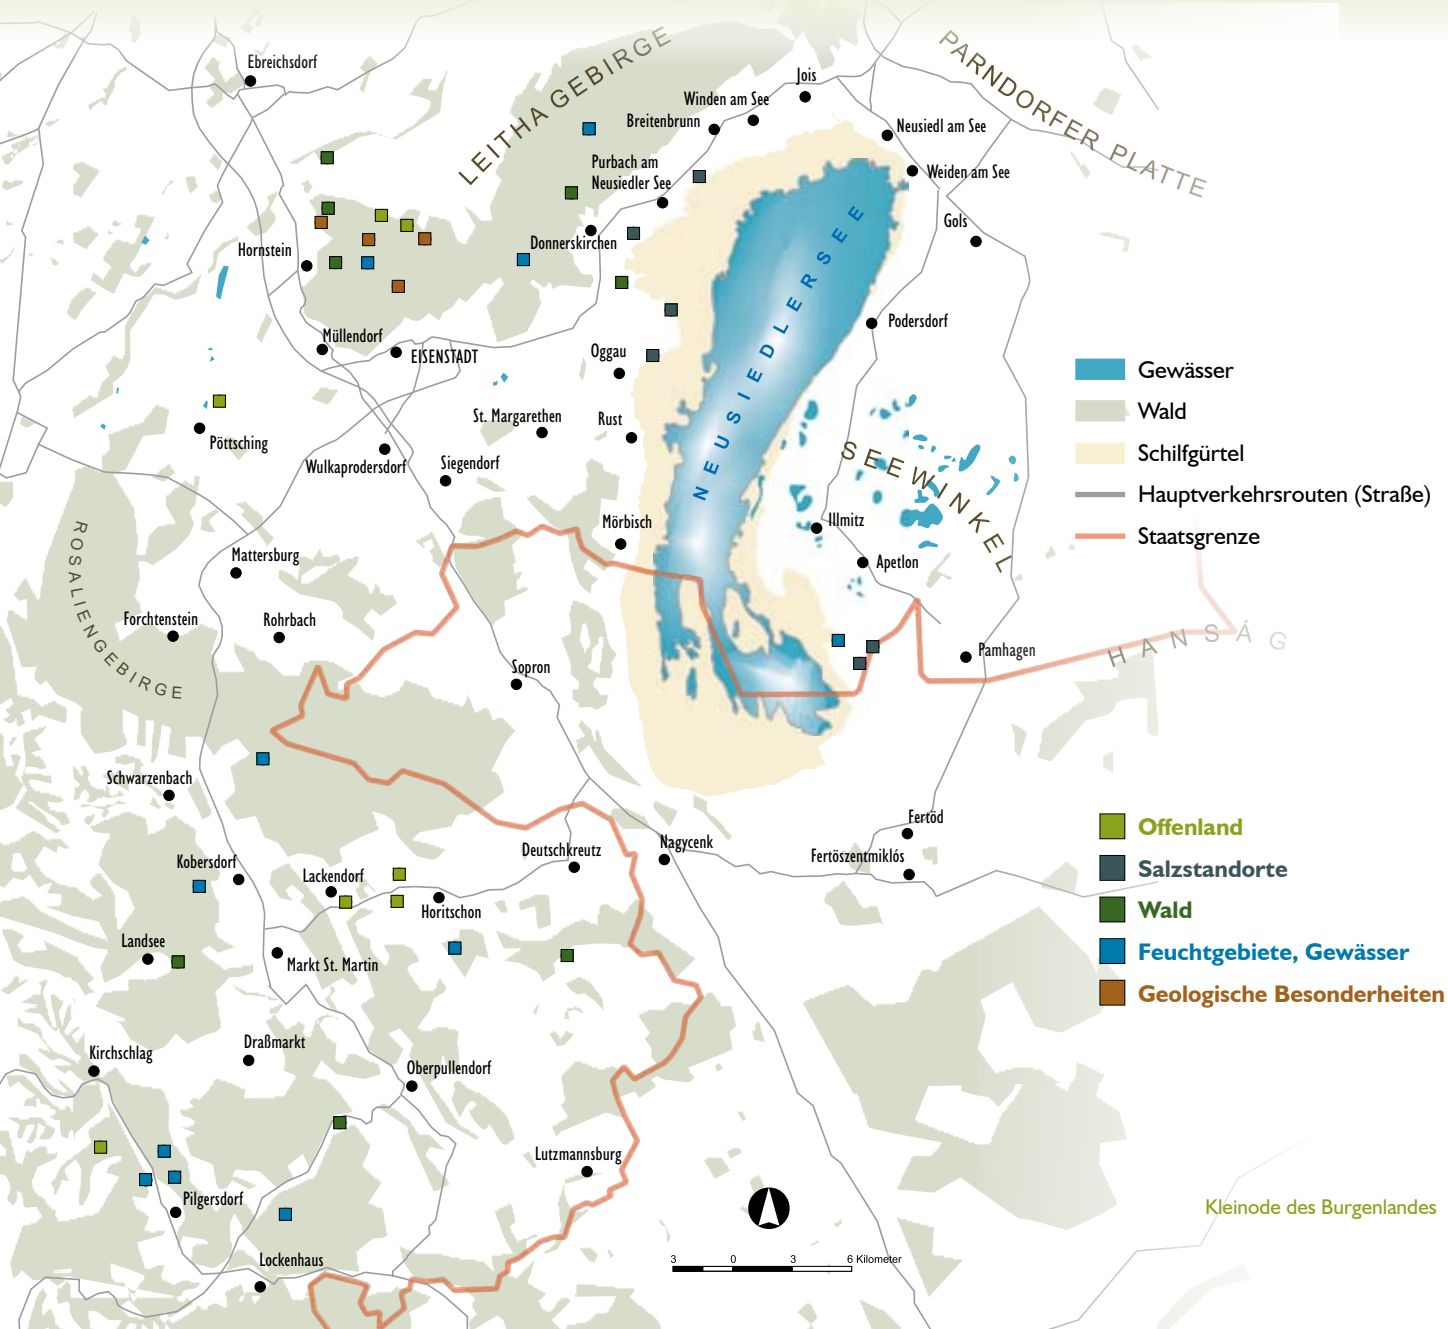 Ebreichsdorf
LEITHAGEBIRGE
PARNDORFER PLATTE
Jois
Winden am See
Breitenbrunn
Neusiedl am See
Purbach am
Neusiedler See
Weiden am See
Gols
Donnerskirchen
Hornstein
NEUSIEDLERSEE
Podersdorf
Müllendorf
EISENSTADT
Oggau
Gewässer
Wald
Schilfgürtel
Hauptverkehrsrouten (Straße)
Staatsgrenze
St. Margarethen
Rust
Pöttsching
Wulkaprodersdorf
Siegendorf
SEEWINKEL
Mörbisch
Illmitz
Apetlon
ROSALIENGEBIRGE
Mattersburg
Forchtenstein
Rohrbach
Sopron
Pamhagen
HANSÁG
Schwarzenbach
Fertöd
Fertöszentmiklós
Nagycenk
Deutschkreutz
Kobersdorf
Lackendorf
Horitschon
Offenland
Salzstandorte
Wald
Feuchtgebiete, Gewässer
Geologische Besonderheiten
Landsee
Markt St. Martin
Draßmarkt
Kirchschlag
Oberpullendorf
Lutzmannsburg
Pilgersdorf
Kleinode des Burgenlandes
Lockenhaus
3 0 3 6 Kilometer